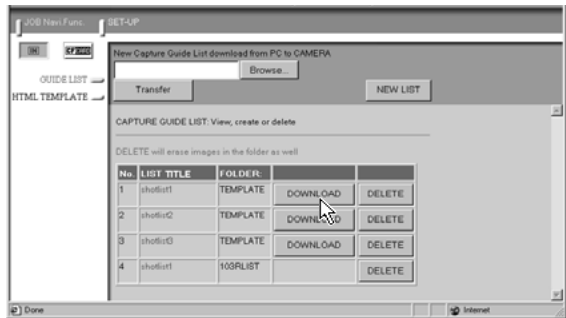 JOB Navi.Func. SET-UP
New Capture Guide List download from PC to CAMERA
Browse...
GUIDE LIST
Transfer NEW LIST
HTML TEMPLATE
CAPTURE GUIDE LIST: View, create or delete
DELETE will erase images in the folder as well
No. LIST TITLE FOLDER:
1 shotlist1 TEMPLATE DOWNLOAD DELETE
2 shotlist2 TEMPLATE DOWNLOAD DELETE
3 shotlist3 TEMPLATE DOWNLOAD DELETE
4 shotlist1 103RLIST DELETE
Done Internet